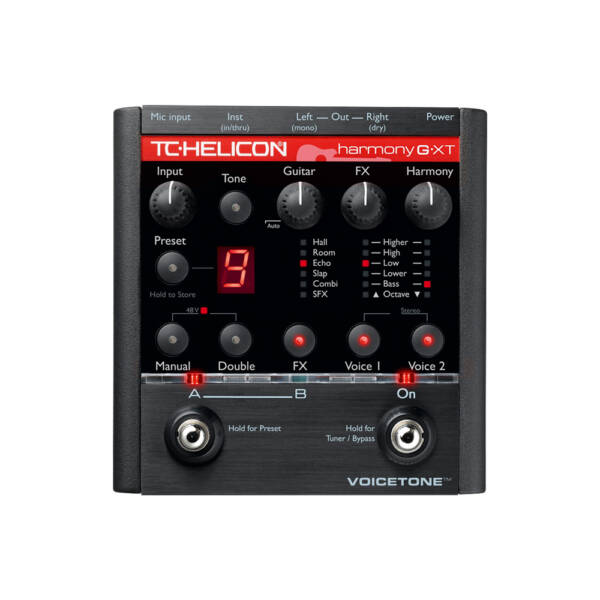 Mic input Inst Left — Out — Right Power
(in/thru) (mono) (dry)
TC·HELICON harmony G·XT
Input Tone Guitar FX Harmony
Auto
Preset 9
Hold to Store
Hall
Room
Echo
Slap
Combi
SFX
Higher
High
Low
Lower
Bass
▲ Octave ▼
48V Stereo
Manual Double FX Voice 1 Voice 2
A B On
Hold for Preset
Hold for
Tuner / Bypass
VOICETONE™